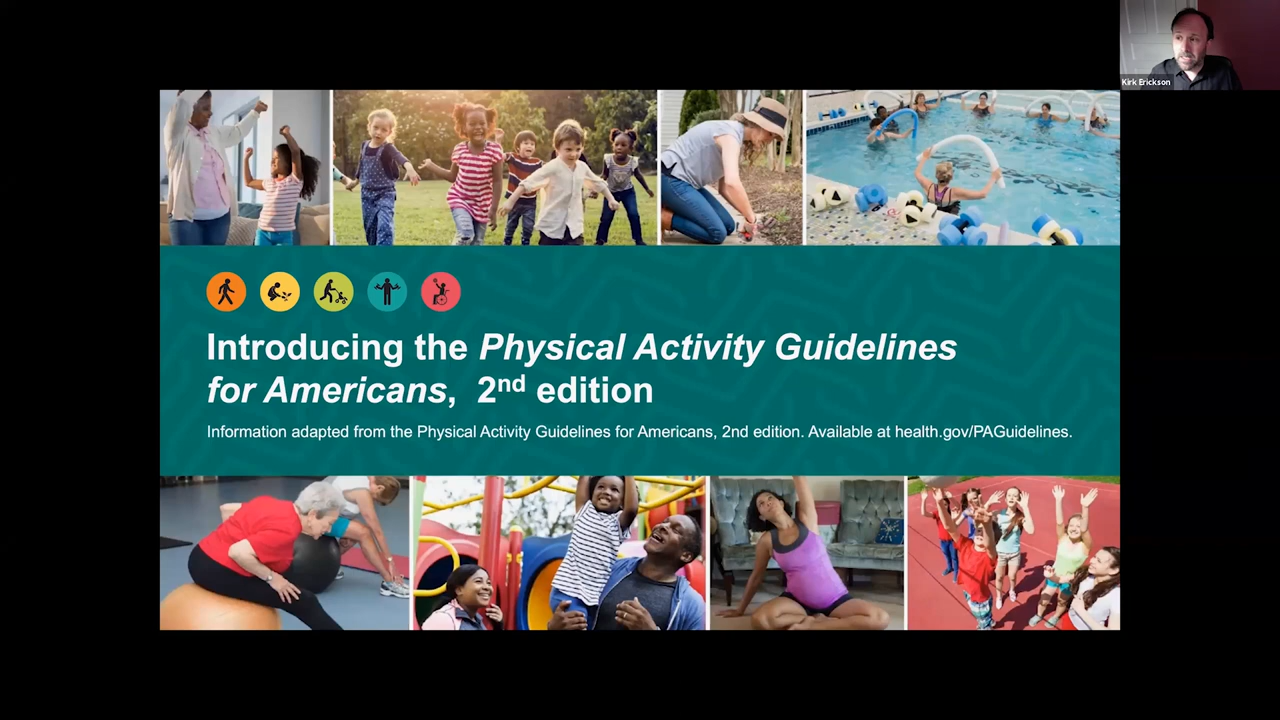 Kirk Erickson
Introducing the Physical Activity Guidelines
for Americans, 2nd edition
Information adapted from the Physical Activity Guidelines for Americans, 2nd edition. Available at health.gov/PAGuidelines.